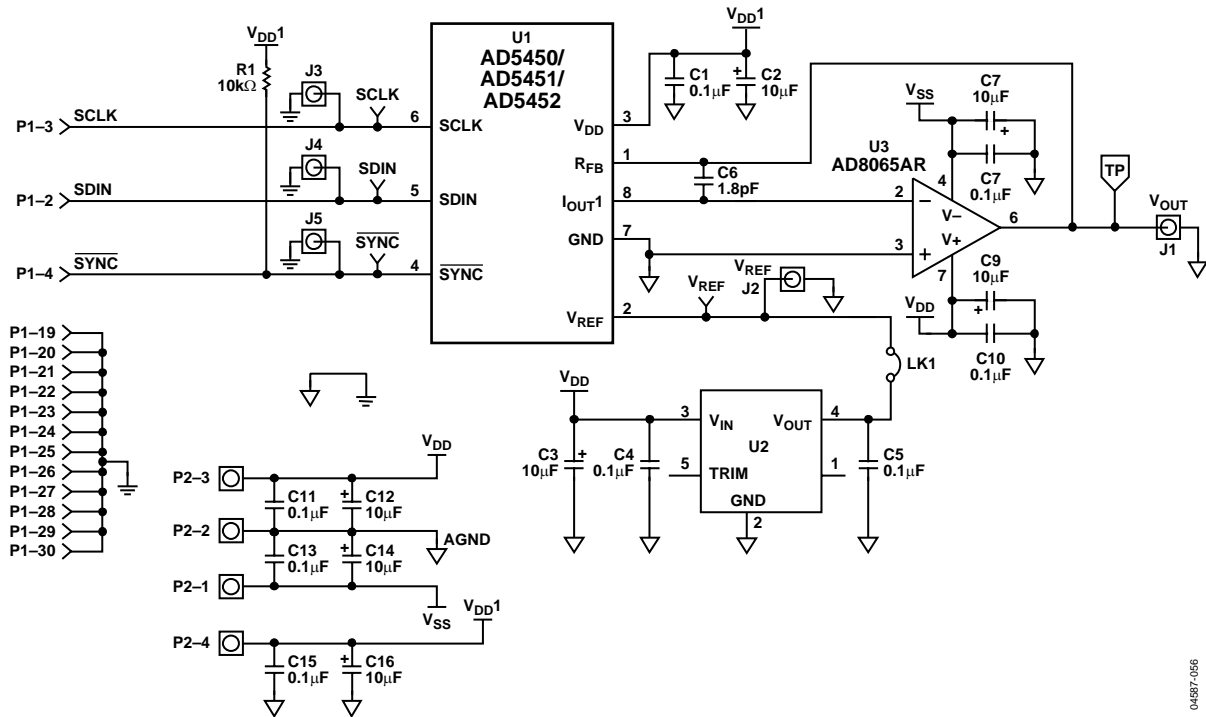 VDD1
R1
10kΩ
J3
SCLK
P1–3
SCLK
6
SCLK
J4
SDIN
P1–2
SDIN
5
SDIN
J5
SYNC
P1–4
SYNC
4
SYNC
U1
AD5450/
AD5451/
AD5452
VDD
3
RFB
1
IOUT1
8
GND
7
VREF
2
VDD1
C1
0.1µF
+
C2
10µF
C6
1.8pF
VSS
C7
10µF
+
C7
0.1µF
U3
AD8065AR
4
2
–
V–
V+
3
+
6
7
TP
VOUT
J1
C9
10µF
+
VDD
C10
0.1µF
VREF
VREF
J2
LK1
VDD
C3
10µF
+
C4
0.1µF
3
VIN
VOUT
4
U2
5
TRIM
1
GND
2
C5
0.1µF
P1–19
P1–20
P1–21
P1–22
P1–23
P1–24
P1–25
P1–26
P1–27
P1–28
P1–29
P1–30
VDD
P2–3
C11
0.1µF
+
C12
10µF
P2–2
AGND
C13
0.1µF
+
C14
10µF
P2–1
VSS
VDD1
P2–4
C15
0.1µF
+
C16
10µF
04587-056